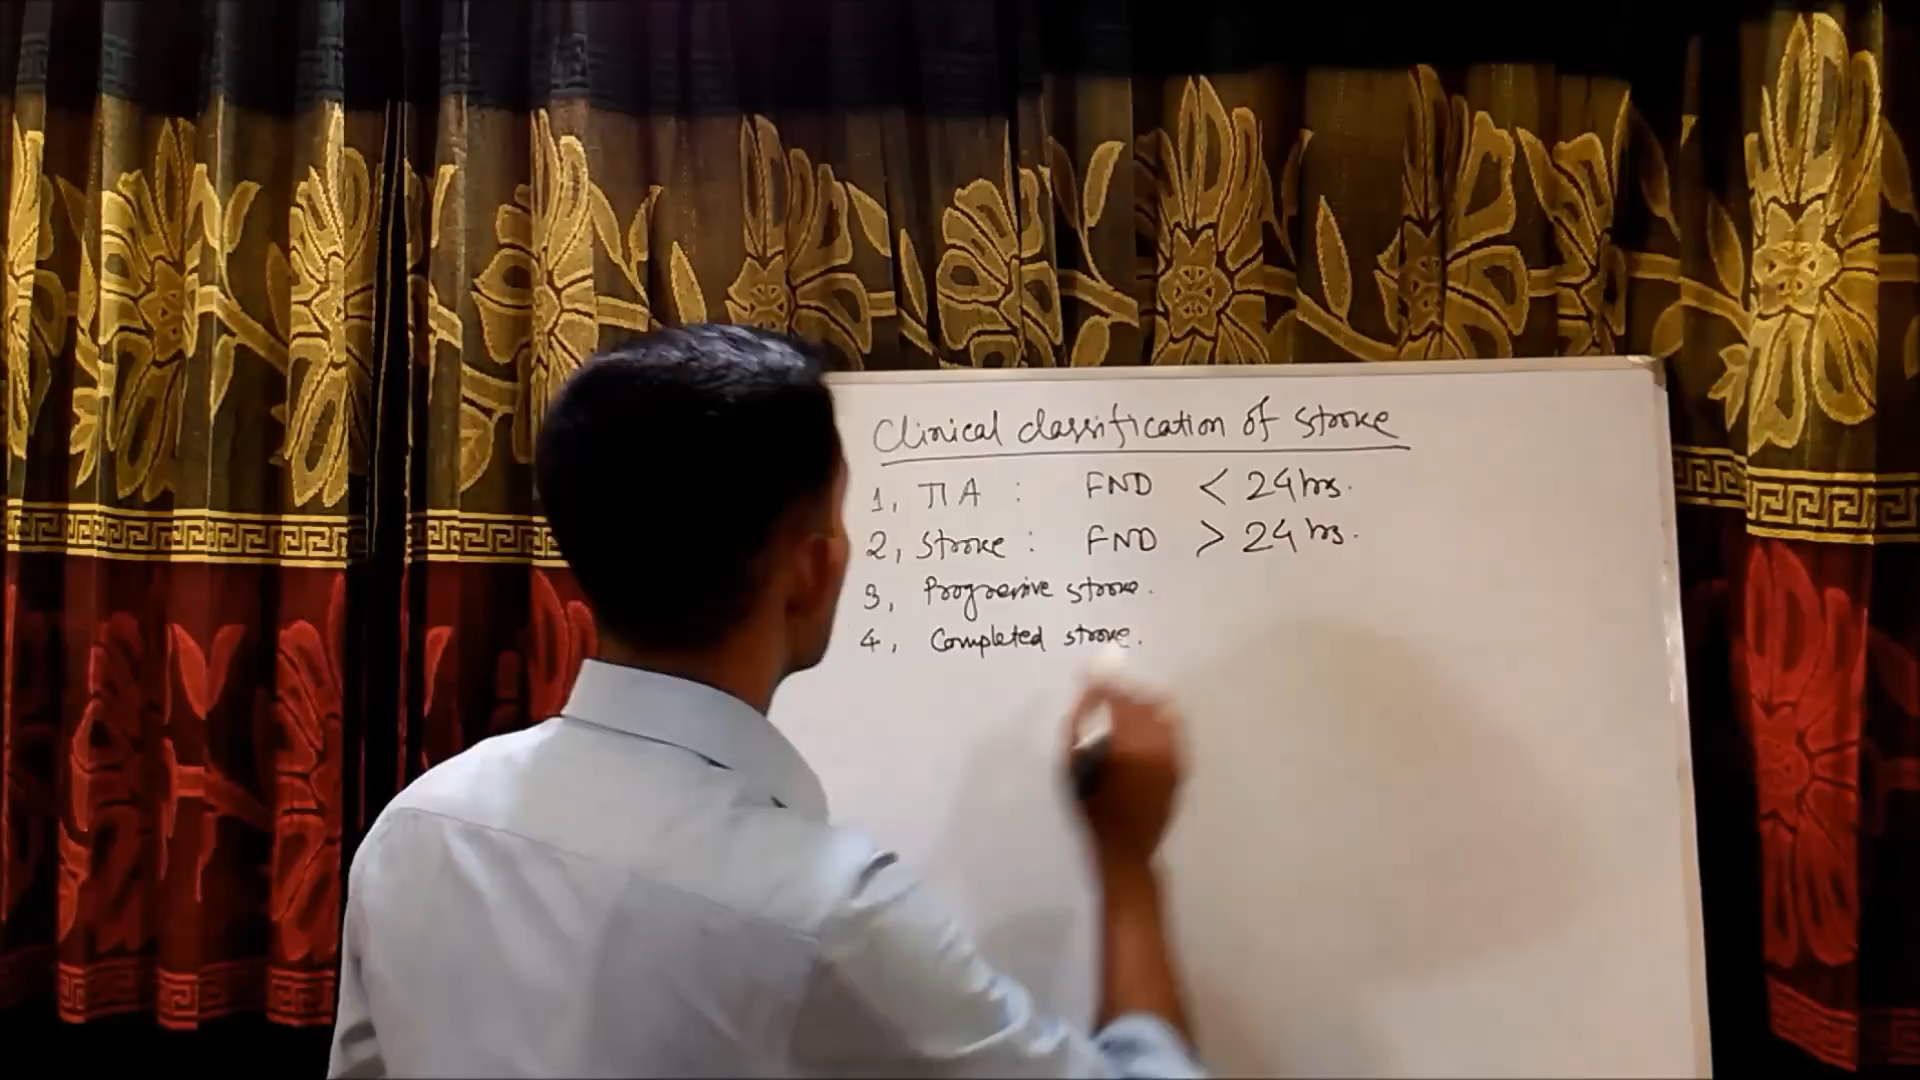 Clinical classification of stroke
1, TIA : FND < 24 hrs.
2, Stroke : FND > 24 hrs.
3, Progressive stroke.
4, Completed stroke.